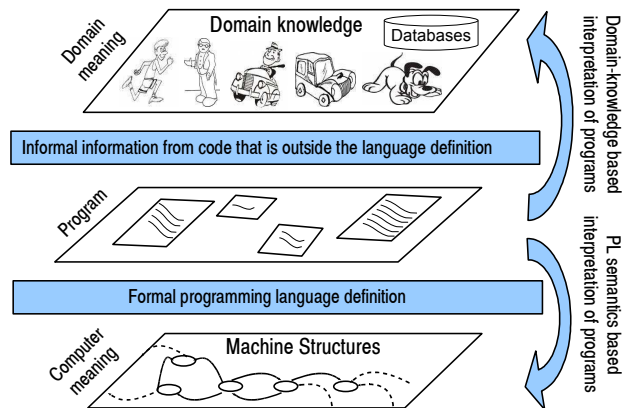 Domain
meaning
Domain knowledge
Databases
Informal information from code that is outside the language definition
Domain-knowledge based
interpretation of programs
Program
Formal programming language definition
PL semantics based
interpretation of programs
Computer
meaning
Machine Structures